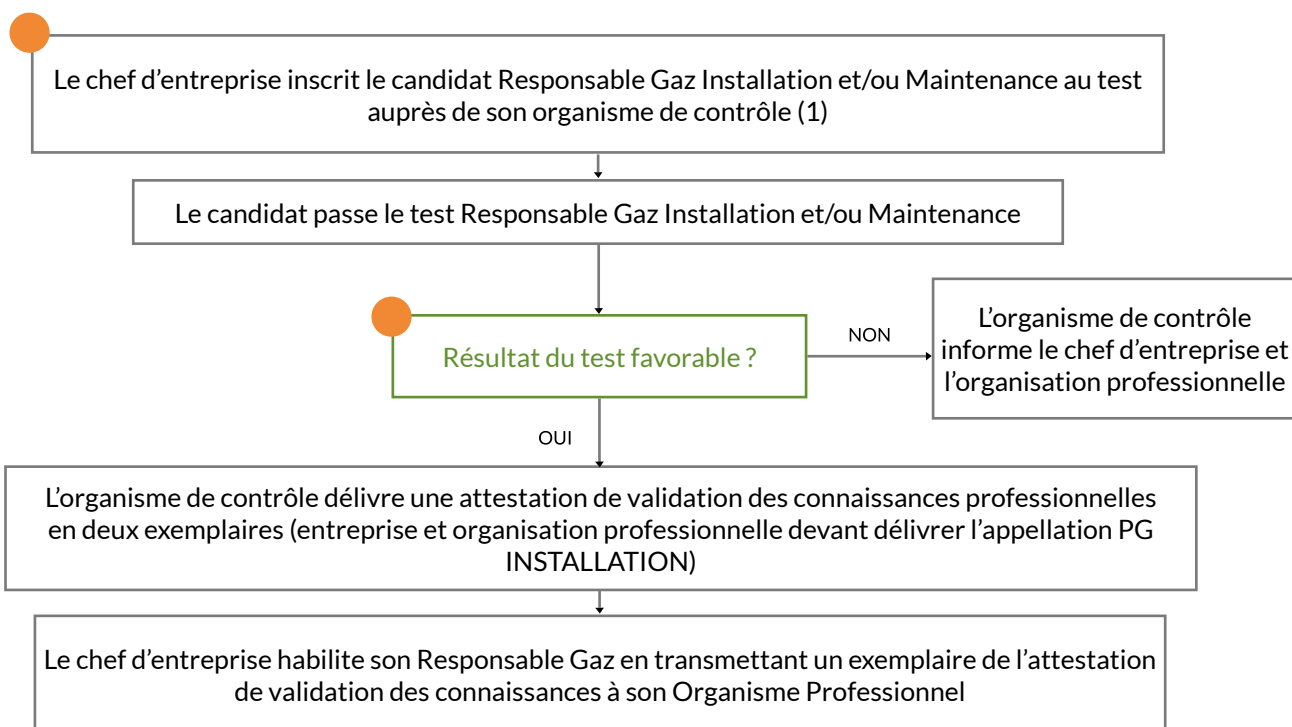 Le chef d’entreprise inscrit le candidat Responsable Gaz Installation et/ou Maintenance au test
auprès de son organisme de contrôle (1)
Le candidat passe le test Responsable Gaz Installation et/ou Maintenance
Résultat du test favorable ?
NON
L’organisme de contrôle
informe le chef d’entreprise et
l’organisation professionnelle
OUI
L’organisme de contrôle délivre une attestation de validation des connaissances professionnelles
en deux exemplaires (entreprise et organisation professionnelle devant délivrer l’appellation PG
INSTALLATION)
Le chef d’entreprise habilite son Responsable Gaz en transmettant un exemplaire de l’attestation
de validation des connaissances à son Organisme Professionnel